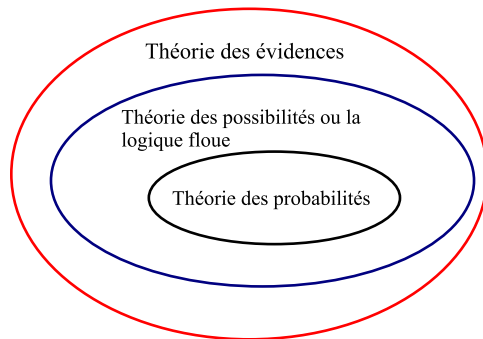 Théorie des évidences
Théorie des possibilités ou la
logique floue
Théorie des probabilités